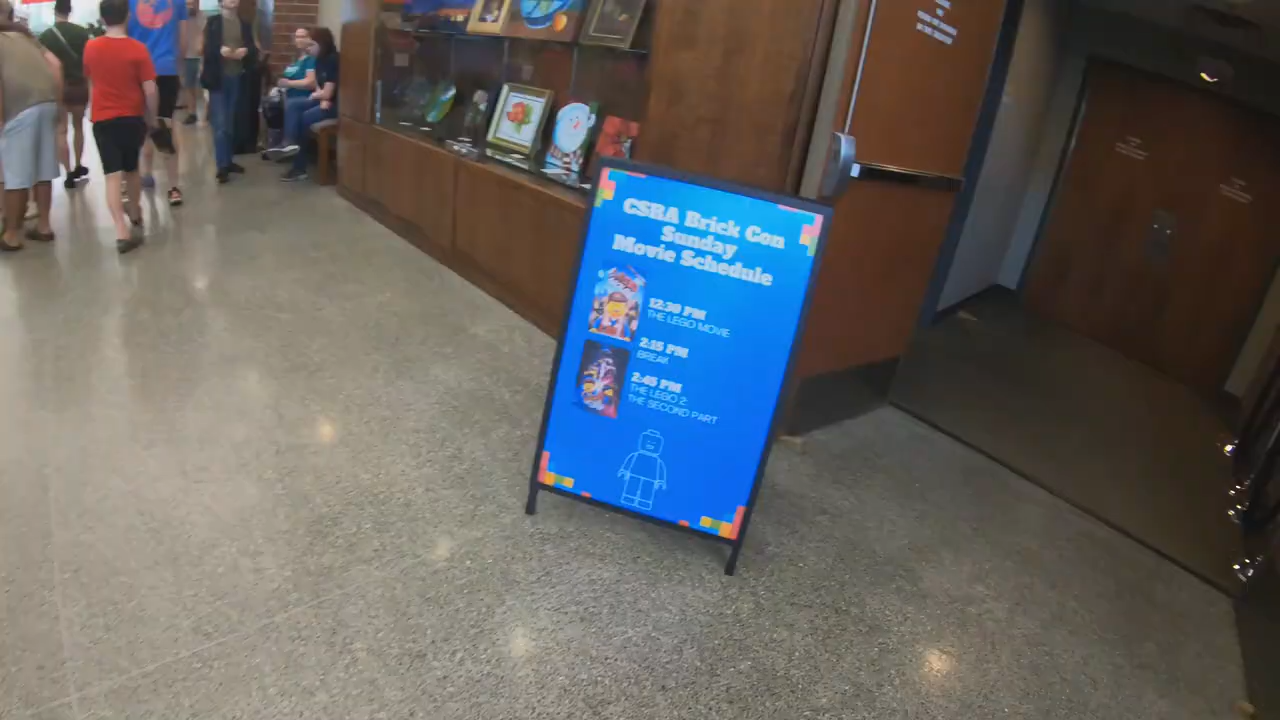 CSRA Brick Con
Sunday
Movie Schedule
12:30 PM
THE LEGO MOVIE
2:15 PM
BREAK
2:45 PM
THE LEGO 2:
THE SECOND PART